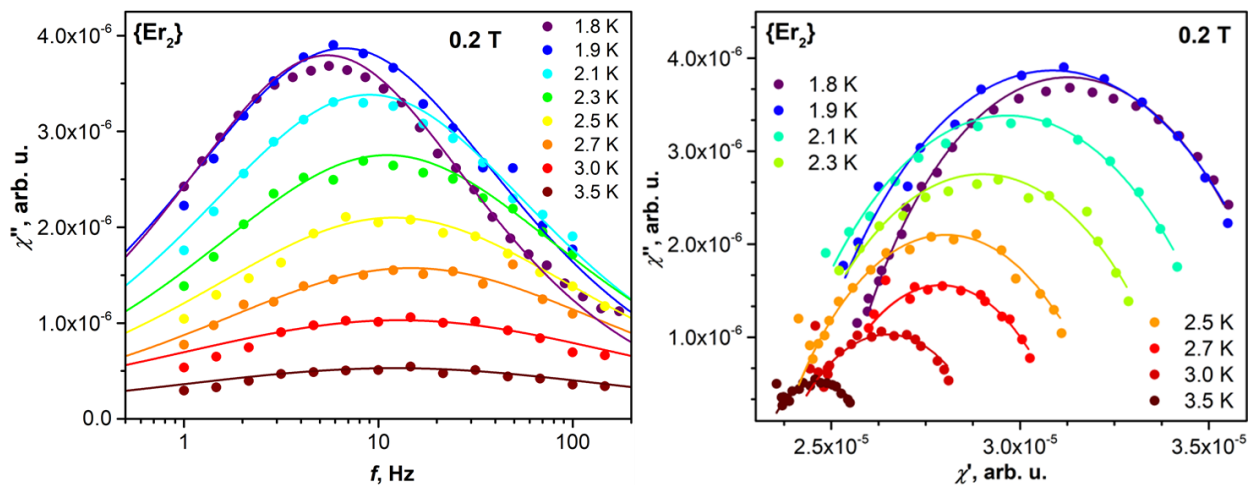 {Er₂}
0.2 T
1.8 K
1.9 K
2.1 K
2.3 K
2.5 K
2.7 K
3.0 K
3.5 K
4.0x10⁻⁶
3.0x10⁻⁶
2.0x10⁻⁶
1.0x10⁻⁶
0.0
χ'', arb. u.
1
10
100
f, Hz
{Er₂}
0.2 T
1.8 K
1.9 K
2.1 K
2.3 K
2.5 K
2.7 K
3.0 K
3.5 K
4.0x10⁻⁶
3.0x10⁻⁶
2.0x10⁻⁶
1.0x10⁻⁶
χ'', arb. u.
2.5x10⁻⁵
3.0x10⁻⁵
3.5x10⁻⁵
χ', arb. u.